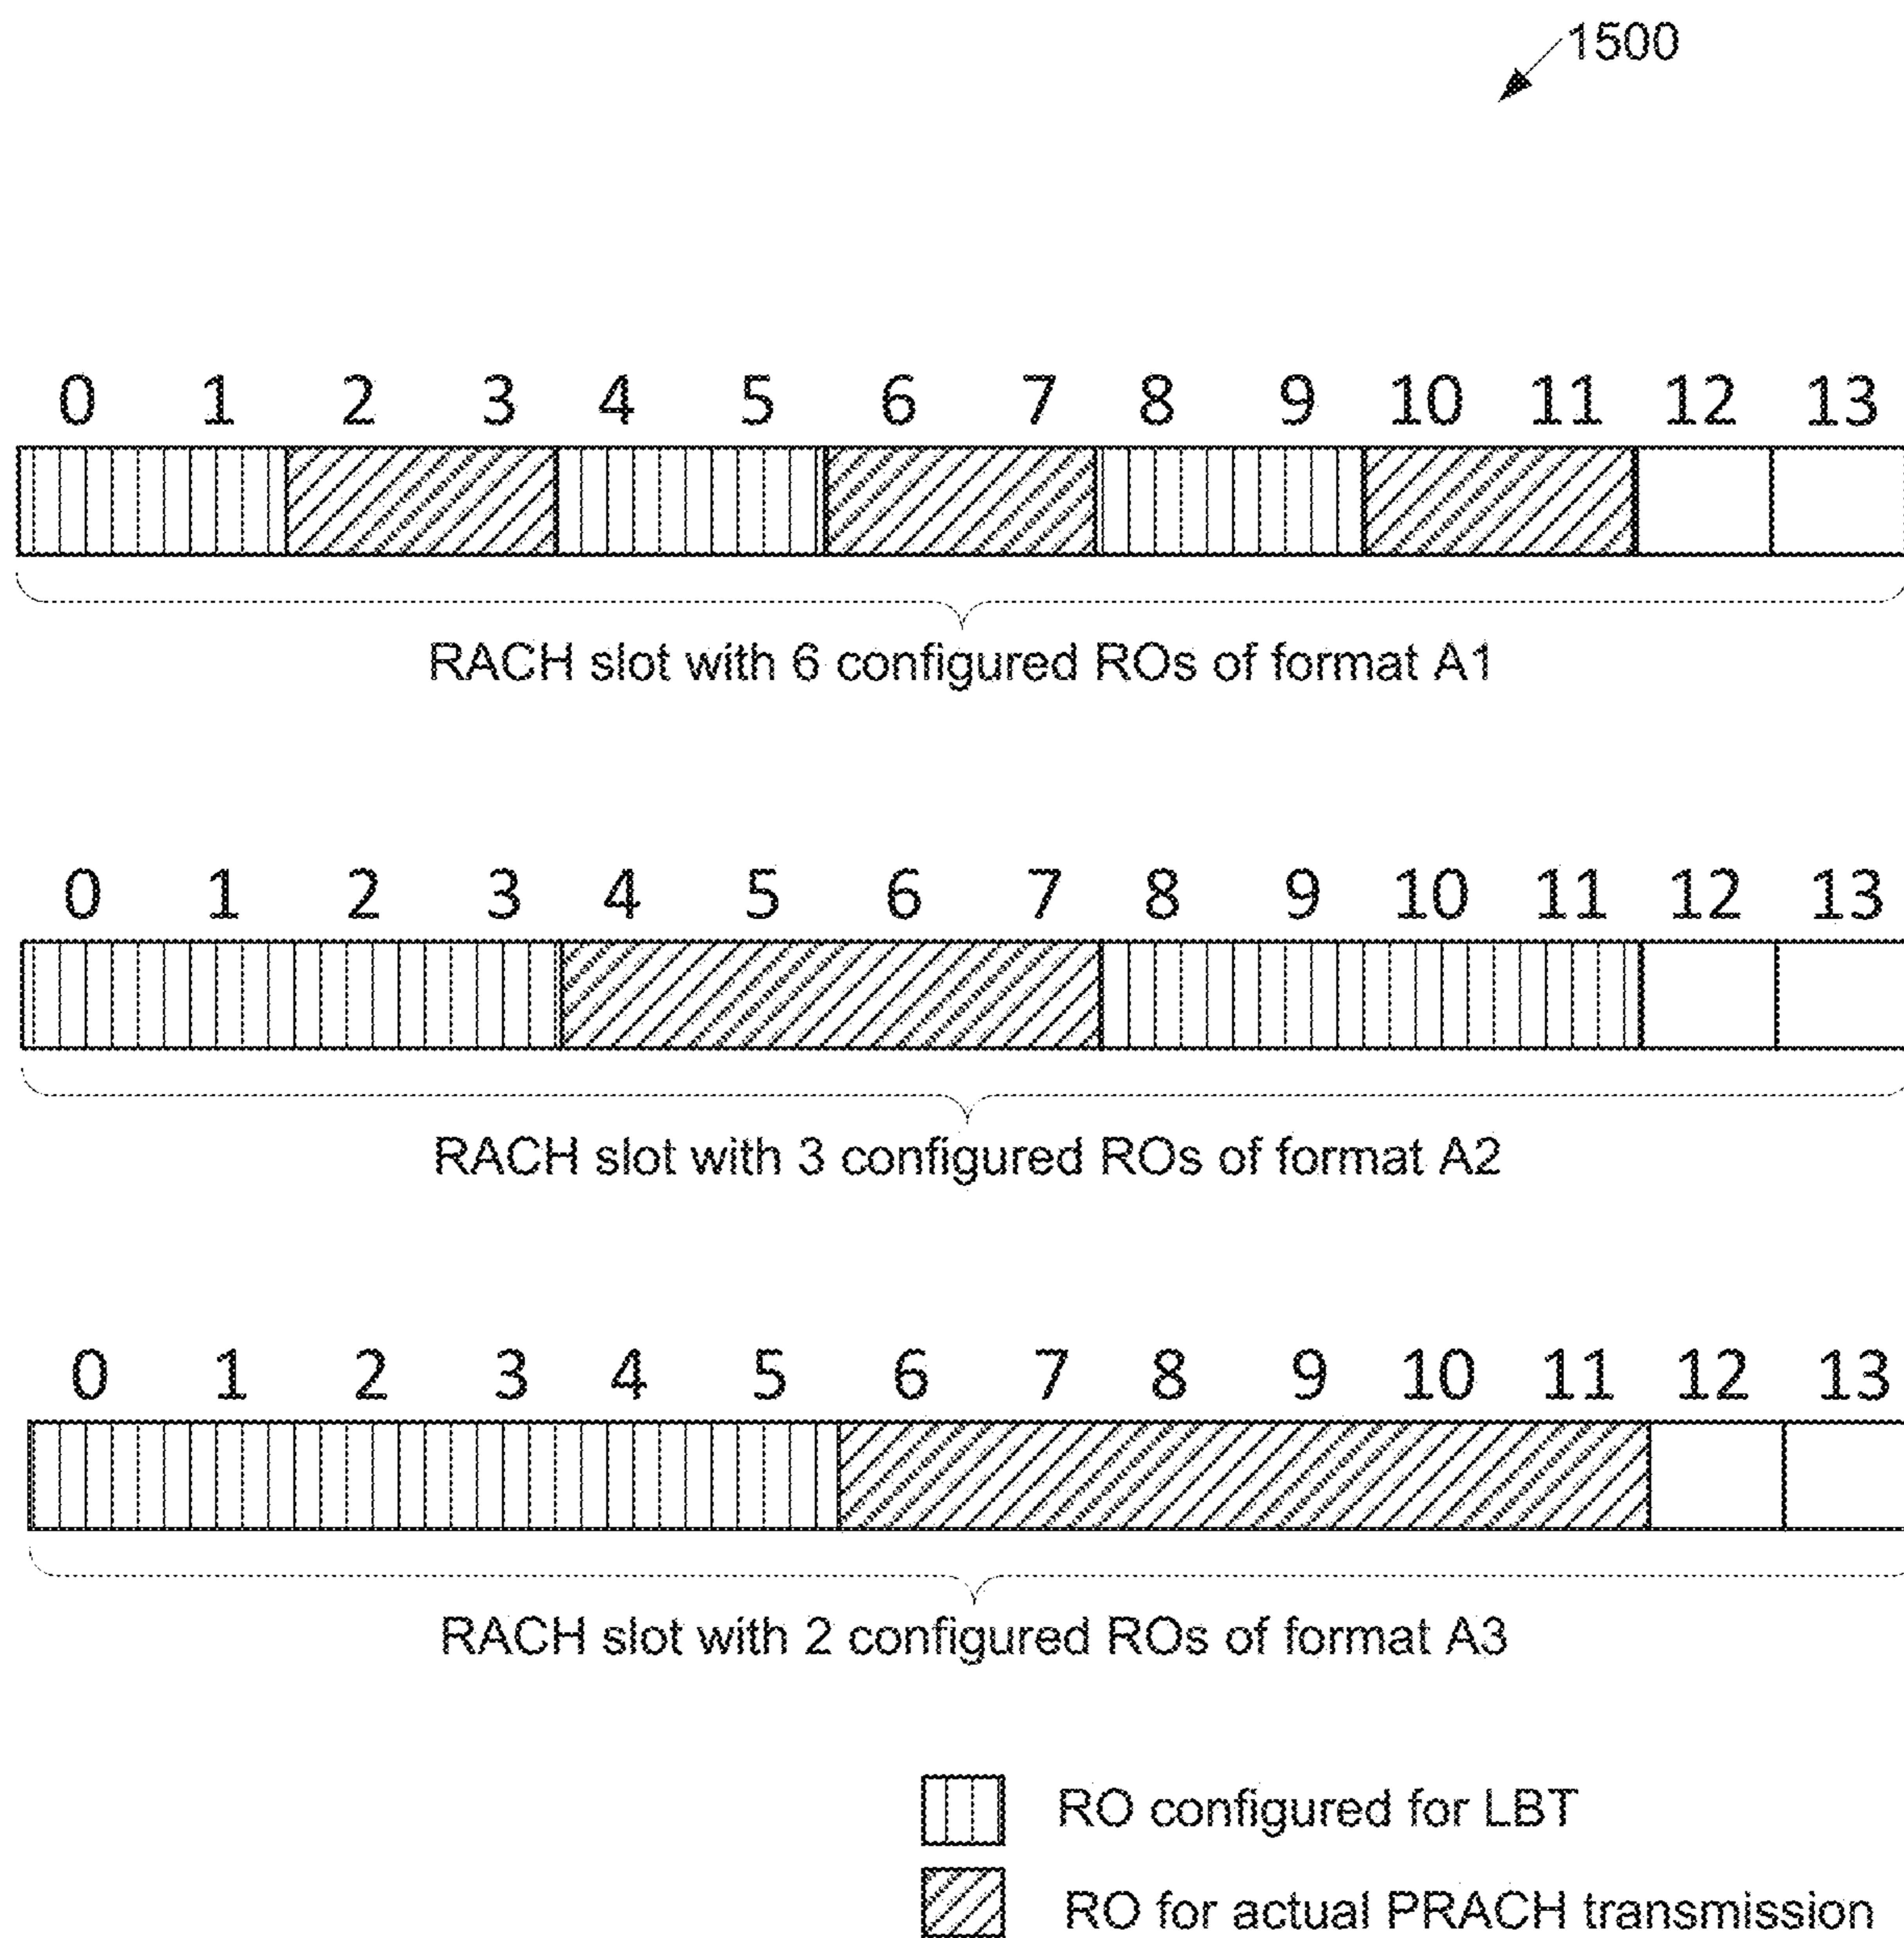 1500
0 1 2 3 4 5 6 7 8 9 10 11 12 13
RACH slot with 6 configured ROs of format A1
0 1 2 3 4 5 6 7 8 9 10 11 12 13
RACH slot with 3 configured ROs of format A2
0 1 2 3 4 5 6 7 8 9 10 11 12 13
RACH slot with 2 configured ROs of format A3
RO configured for LBT
RO for actual PRACH transmission